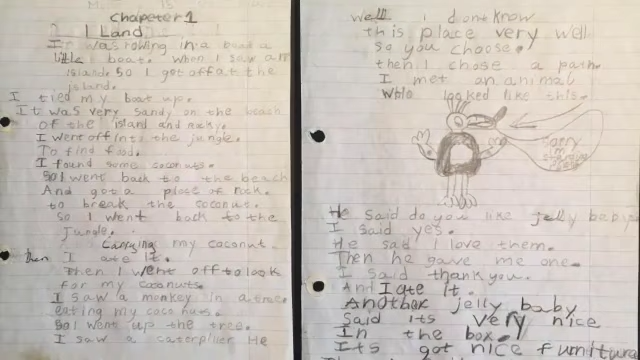 Chapeter 1
I Land
I was rowing in a
little boat. When I saw an
island. So I got off at the
island.
I tied my boat up.
It was very sandy on the beach
of the island and rocky.
I went off into the jungle.
To find food.
I found some coconuts.
So I went back to the beach
And got a piece of rock.
to break the coconut.
So I went back to the
jungle.
Carrying my coconut.
then I ate it.
Then I went off to look
for my coconuts.
I saw a monkey in a tree.
eating my coconuts.
So I went up the tree.
I saw a caterplier He
well I dont know
this place very well
so you choose.
then I chose a path.
I met an animal
Who looked like this.
Sorry
He said do you like jelly babys
I said yes.
He sad I love them.
Then he gave me one.
I said thank you.
And I ate it.
Another jelly baby
said its very nice
In the box.
Its got nice furniture